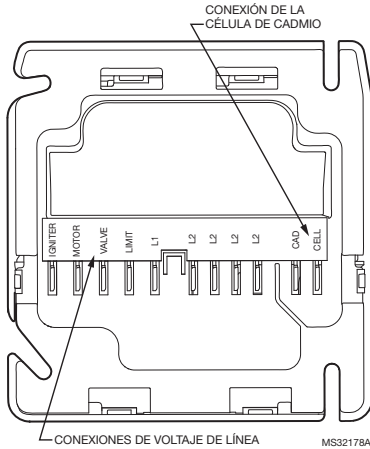 CONEXIÓN DE LA
CÉLULA DE CADMIO
IGNITER
MOTOR
VALVE
LIMIT
L1
L2
L2
L2
L2
CAD
CELL
CONEXIONES DE VOLTAJE DE LÍNEA
MS32178A